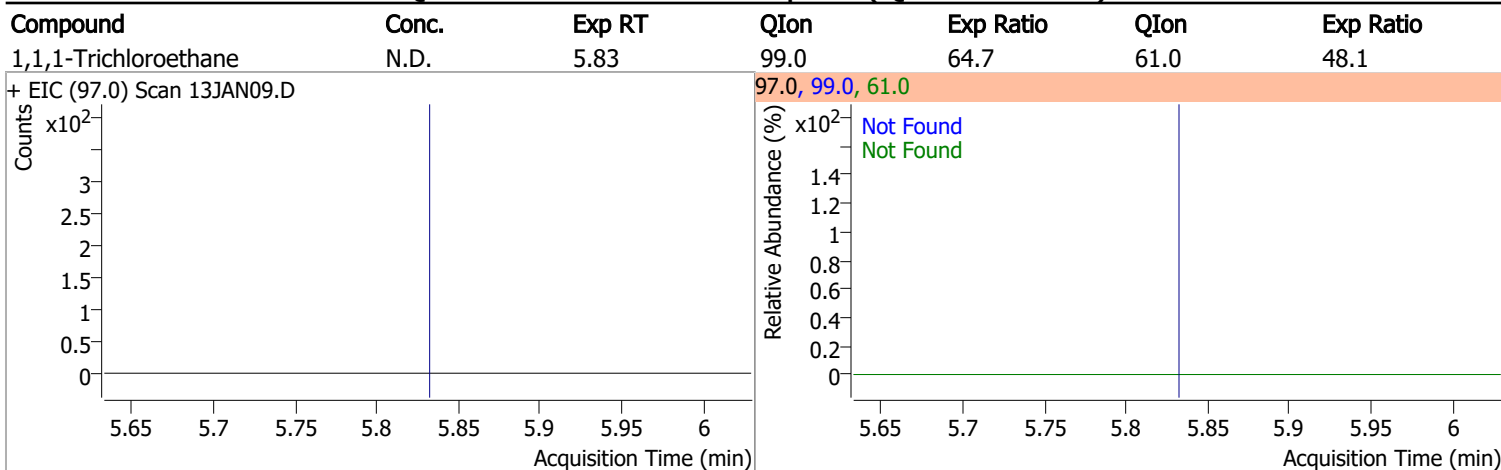 Compound Conc. Exp RT QIon Exp Ratio QIon Exp Ratio
1,1,1-Trichloroethane N.D. 5.83 99.0 64.7 61.0 48.1
+ EIC (97.0) Scan 13JAN09.D
Counts
x10²
3
2.5
2
1.5
1
0.5
0
5.65 5.7 5.75 5.8 5.85 5.9 5.95 6
Acquisition Time (min)
97.0, 99.0, 61.0
Relative Abundance (%)
x10²
Not Found
Not Found
1.4
1.2
1
0.8
0.6
0.4
0.2
0
5.65 5.7 5.75 5.8 5.85 5.9 5.95 6
Acquisition Time (min)